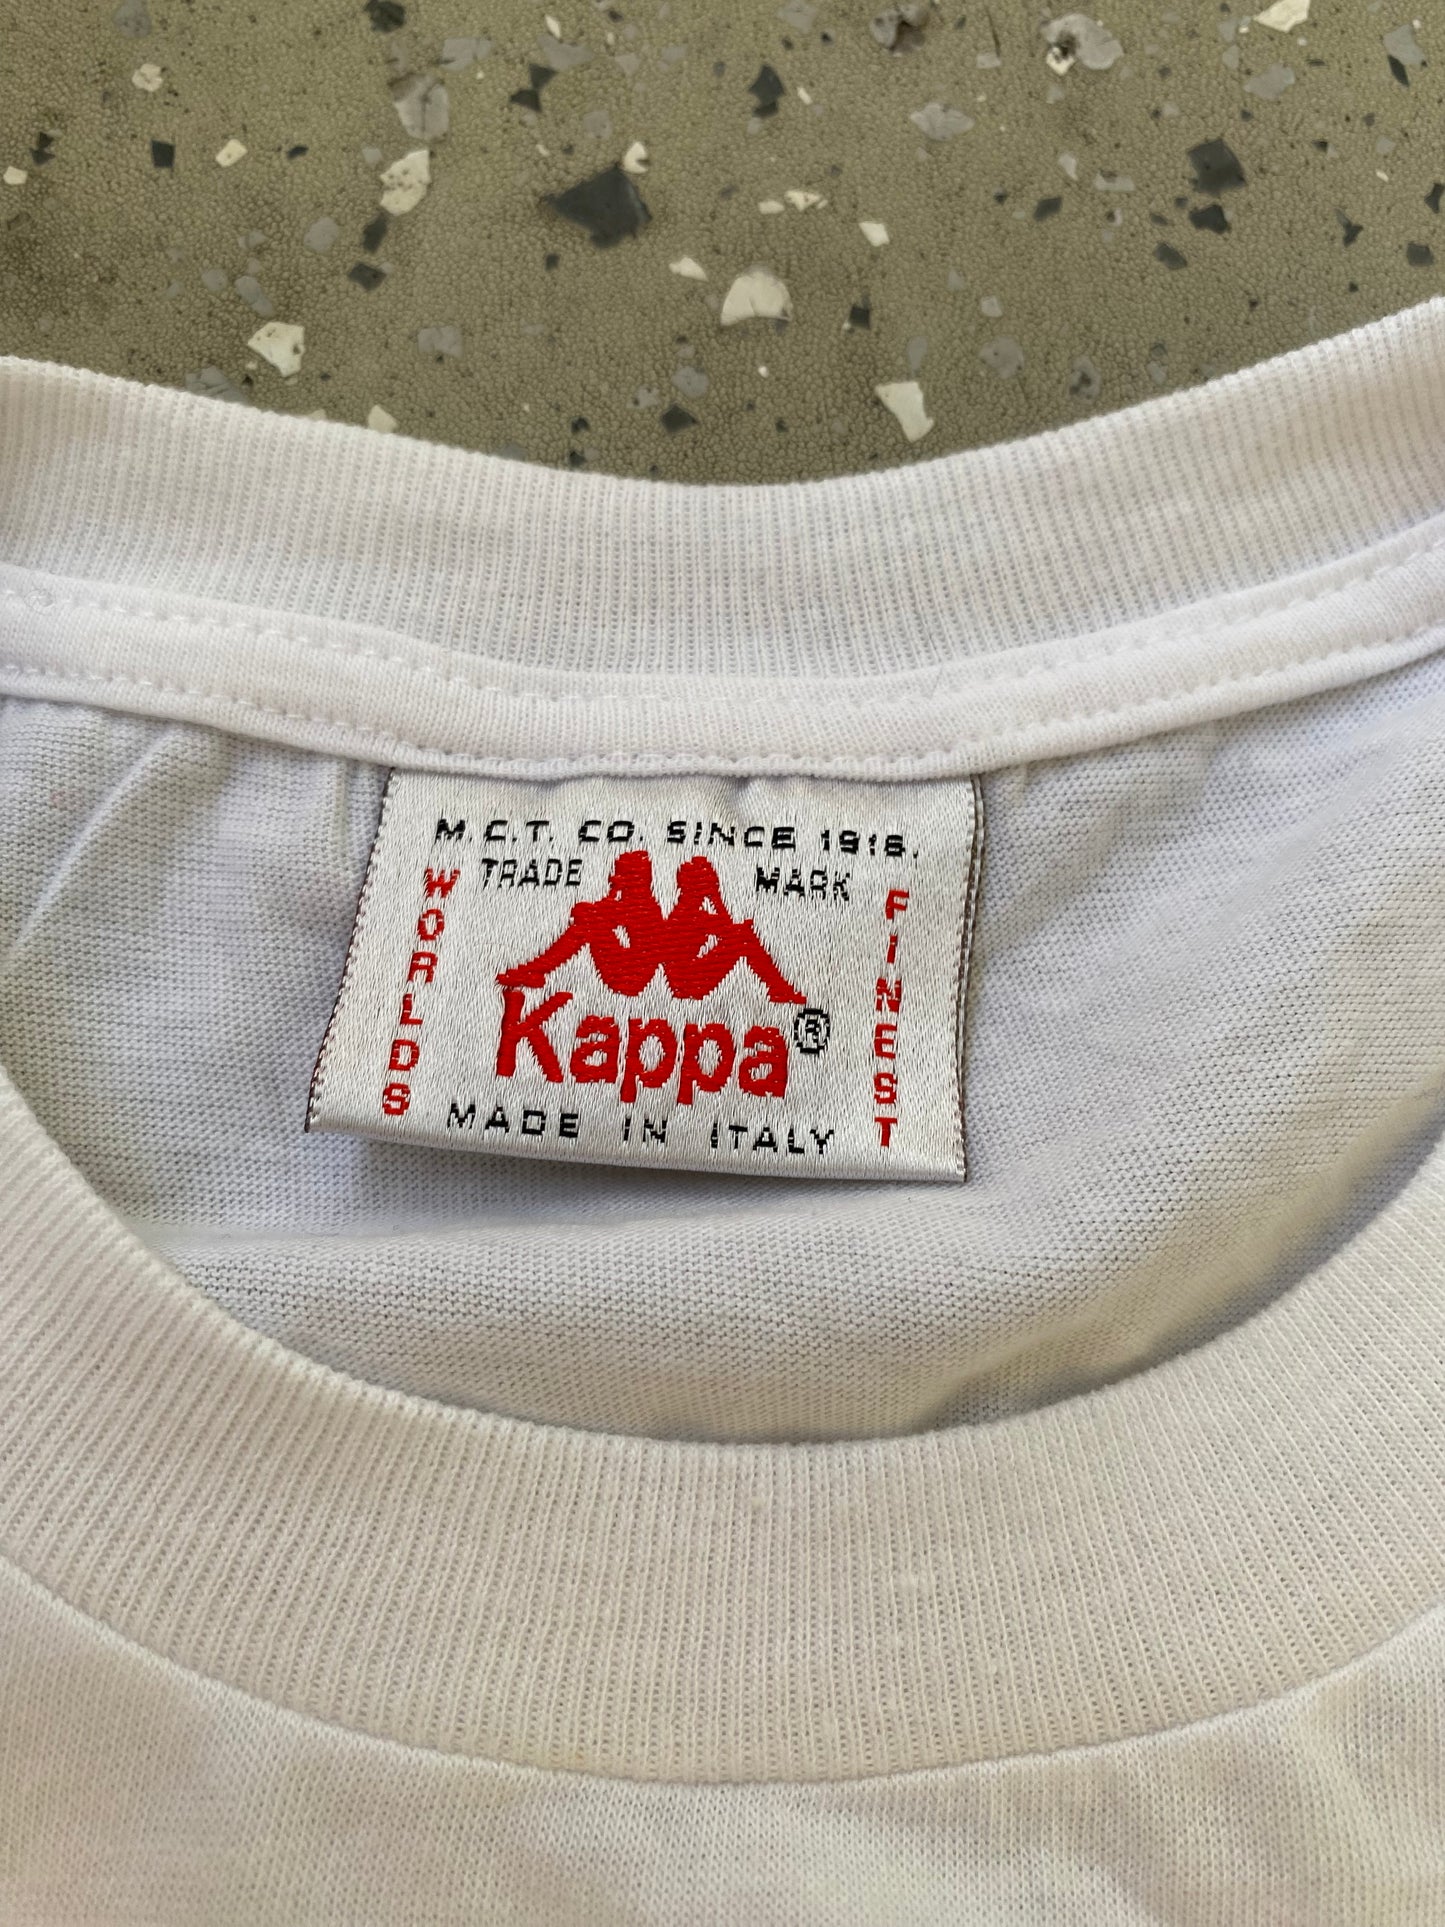 M.C.T. CO. SINCE 1916.
TRADE MARK
WORLDS
FINEST
Kappa®
MADE IN ITALY